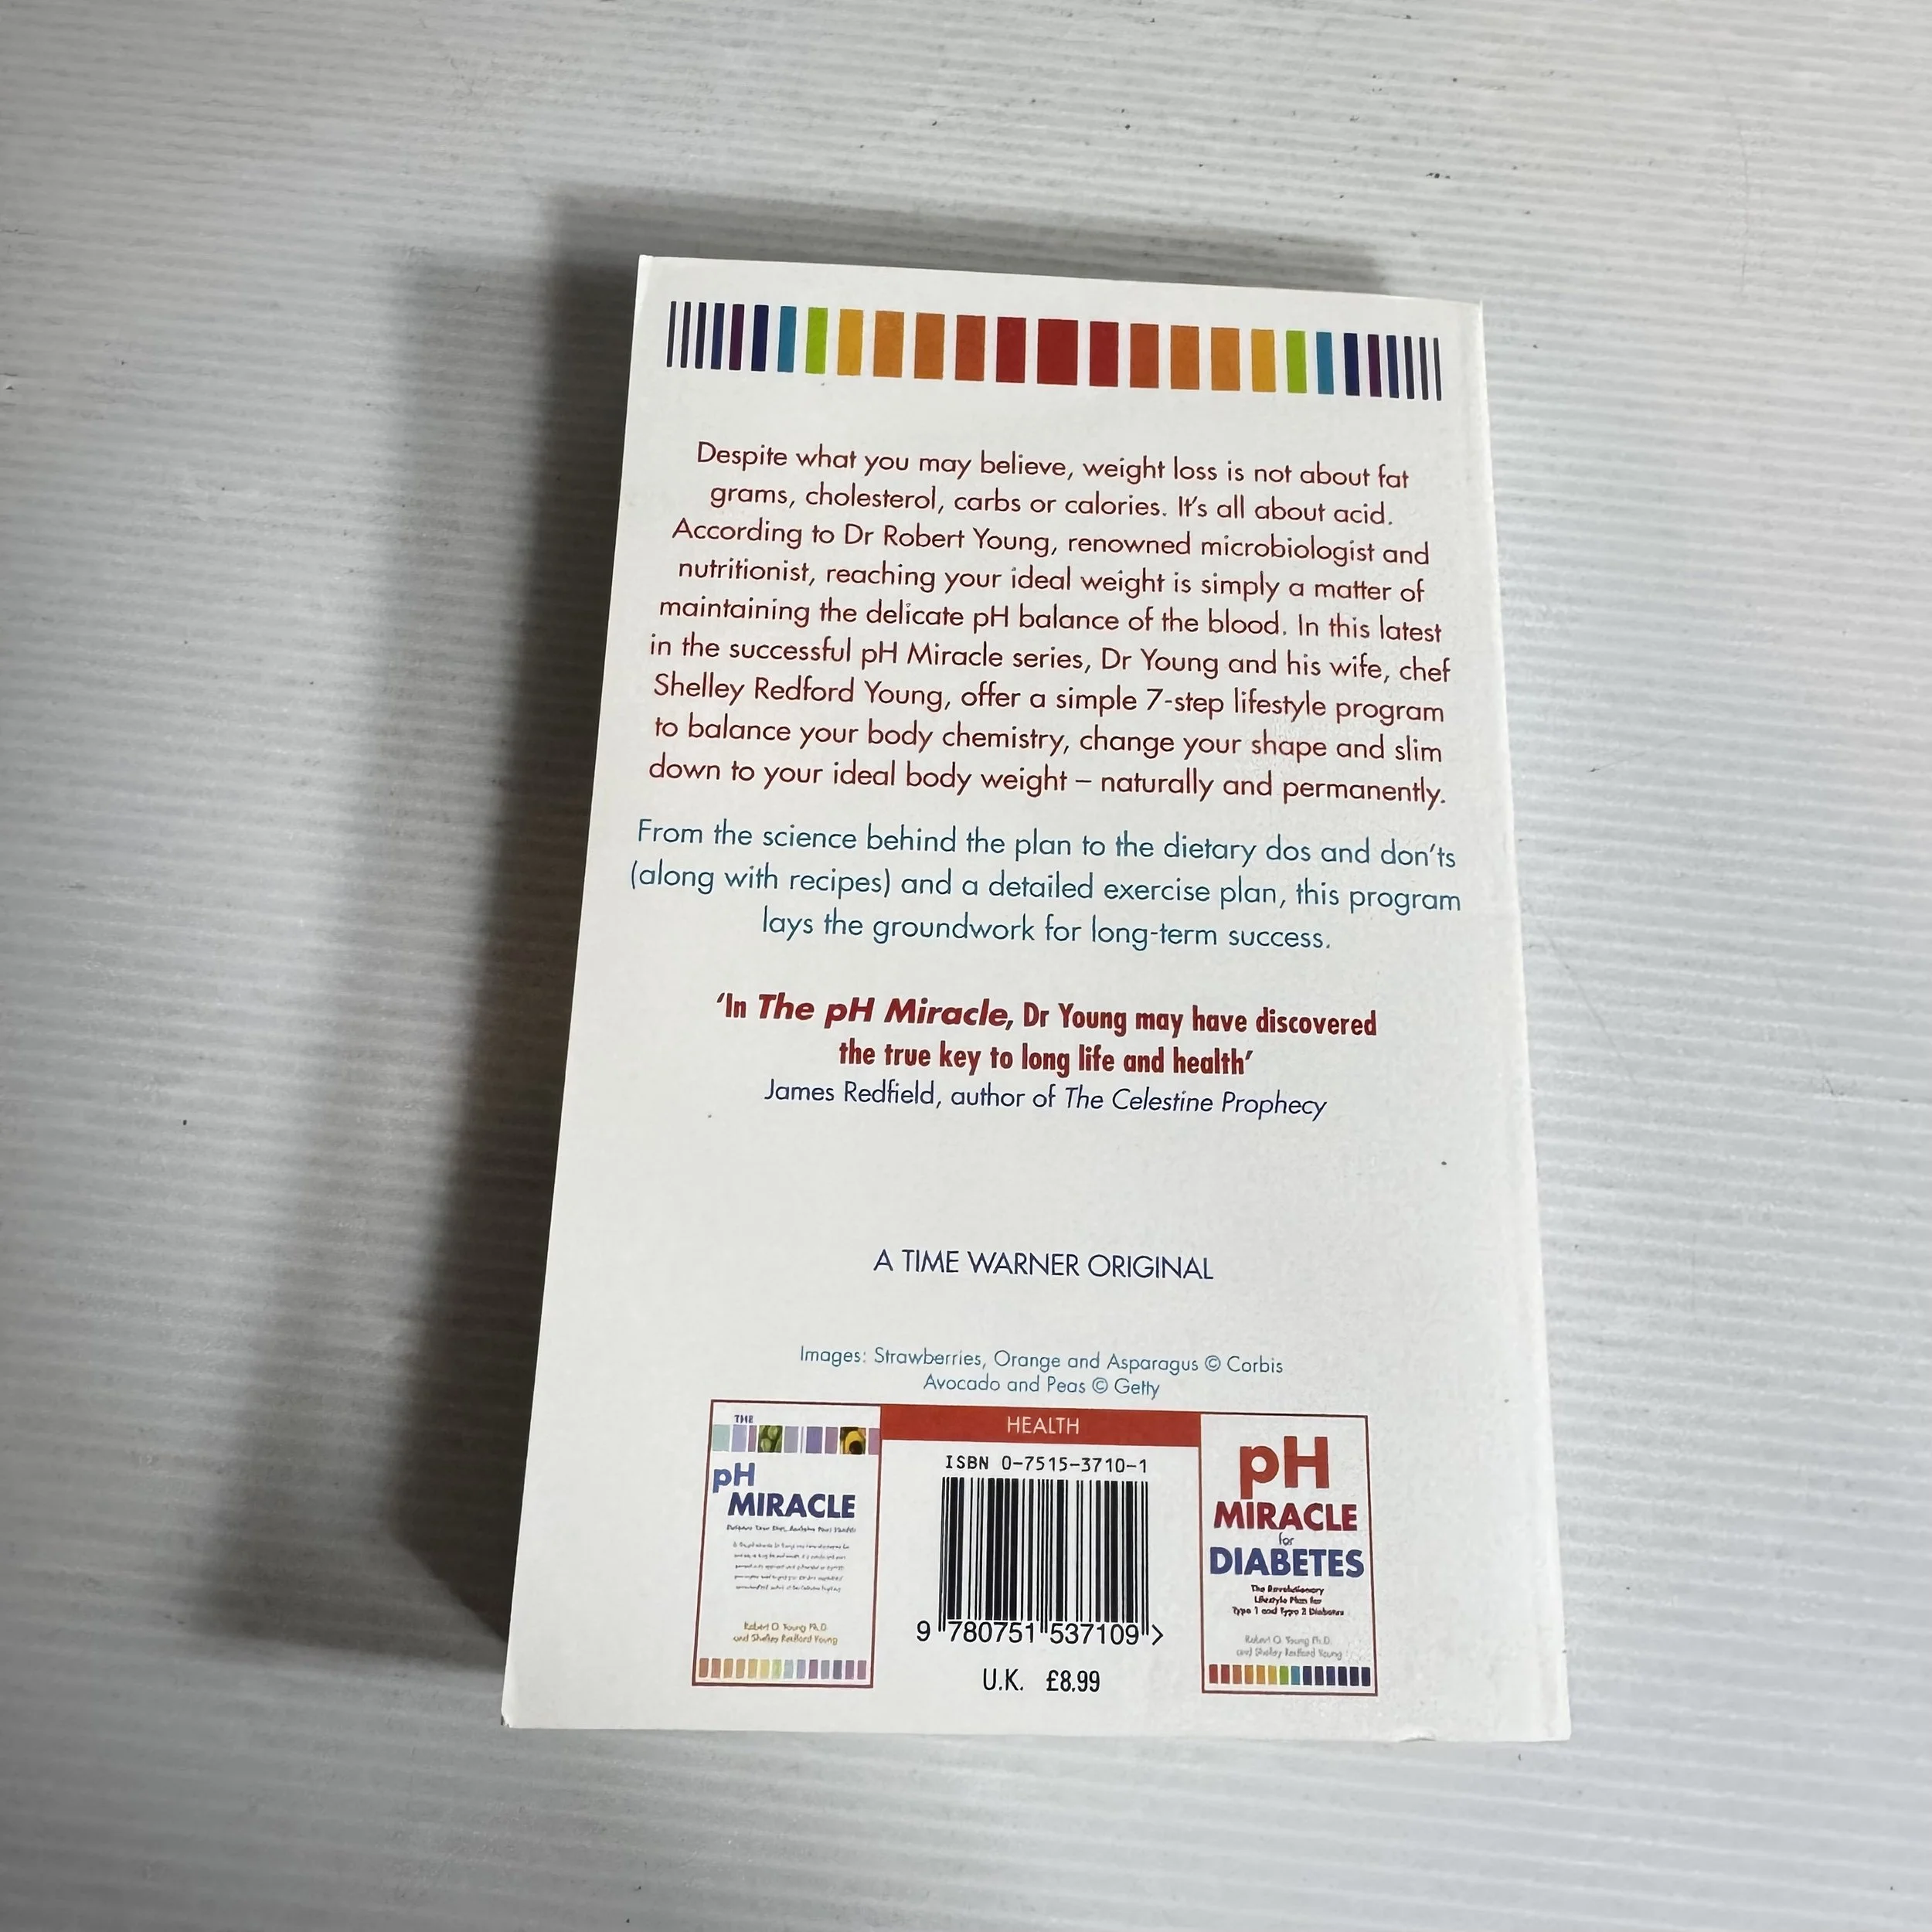 Despite what you may believe, weight loss is not about fat
grams, cholesterol, carbs or calories. It's all about acid.
According to Dr Robert Young, renowned microbiologist and
nutritionist, reaching your ideal weight is simply a matter of
maintaining the delicate pH balance of the blood. In this latest
in the successful pH Miracle series, Dr Young and his wife, chef
Shelley Redford Young, offer a simple 7-step lifestyle program
to balance your body chemistry, change your shape and slim
down to your ideal body weight – naturally and permanently.
From the science behind the plan to the dietary dos and don'ts
(along with recipes) and a detailed exercise plan, this program
lays the groundwork for long-term success.
'In The pH Miracle, Dr Young may have discovered
the true key to long life and health'
James Redfield, author of The Celestine Prophecy
A TIME WARNER ORIGINAL
Images: Strawberries, Orange and Asparagus © Corbis
Avocado and Peas © Getty
THE
pH
MIRACLE
Robert O. Young Ph.D.
and Shelley Redford Young
HEALTH
ISBN 0-7515-3710-1
9 780751 537109 >
U.K. £8.99
pH
MIRACLE
for
DIABETES
The Revolutionary
Lifestyle Plan for
Type 1 and Type 2 Diabetes
Robert O. Young Ph.D.
and Shelley Redford Young